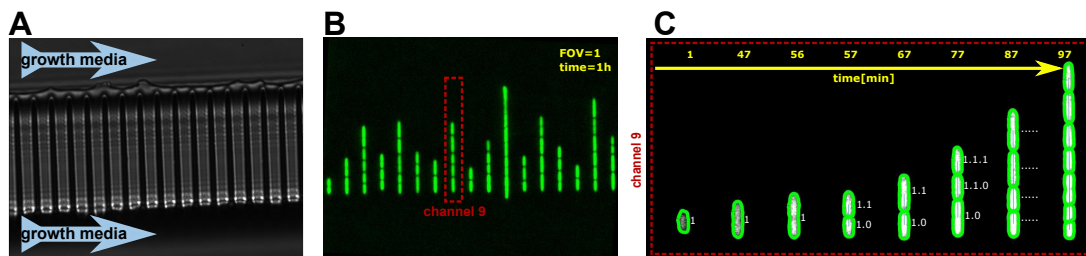 A
growth media
growth media
B
FOV=1
time=1h
channel 9
C
1 47 56 57 67 77 87 97
time[min]
channel 9
1
1
1
1.1
1.0
1.1
1.0
1.1.1
1.1.0
1.0
.....
.....
.....
.....